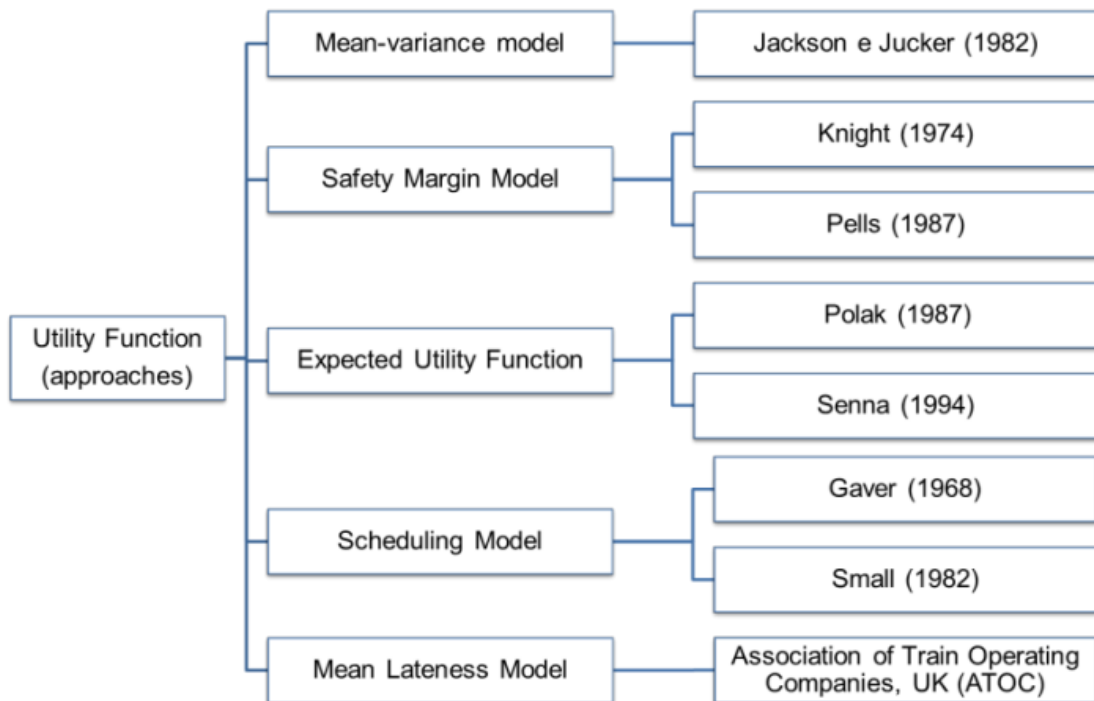 Mean-variance model
Jackson e Jucker (1982)
Knight (1974)
Safety Margin Model
Pells (1987)
Polak (1987)
Utility Function
(approaches)
Expected Utility Function
Senna (1994)
Gaver (1968)
Scheduling Model
Small (1982)
Mean Lateness Model
Association of Train Operating
Companies, UK (ATOC)